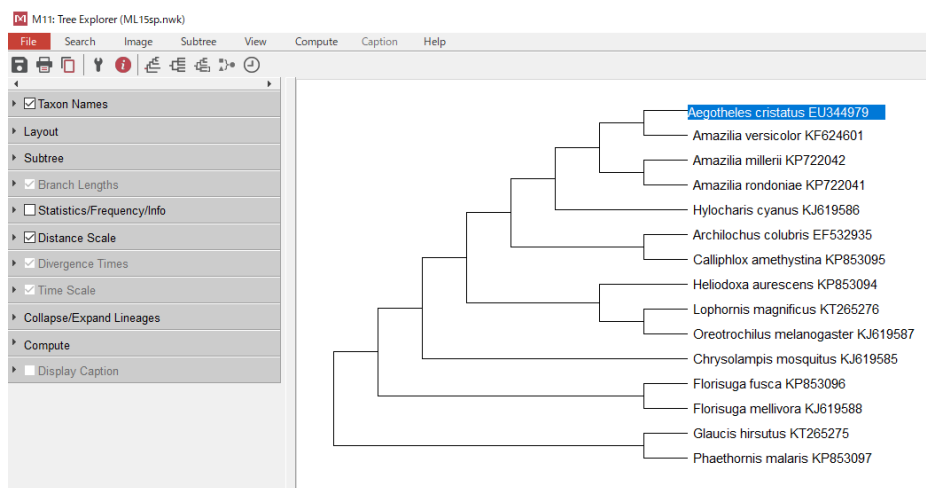 M11: Tree Explorer (ML15sp.nwk)
File Search Image Subtree View Compute Caption Help
Taxon Names
Layout
Subtree
Branch Lengths
Statistics/Frequency/Info
Distance Scale
Divergence Times
Time Scale
Collapse/Expand Lineages
Compute
Display Caption
Aegotheles cristatus EU344979
Amazilia versicolor KF624601
Amazilia millerii KP722042
Amazilia rondoniae KP722041
Hylocharis cyanus KJ619586
Archilochus colubris EF532935
Calliphlox amethystina KP853095
Heliodoxa aurescens KP853094
Lophornis magnificus KT265276
Oreotrochilus melanogaster KJ619587
Chrysolampis mosquitus KJ619585
Florisuga fusca KP853096
Florisuga mellivora KJ619588
Glaucis hirsutus KT265275
Phaethornis malaris KP853097